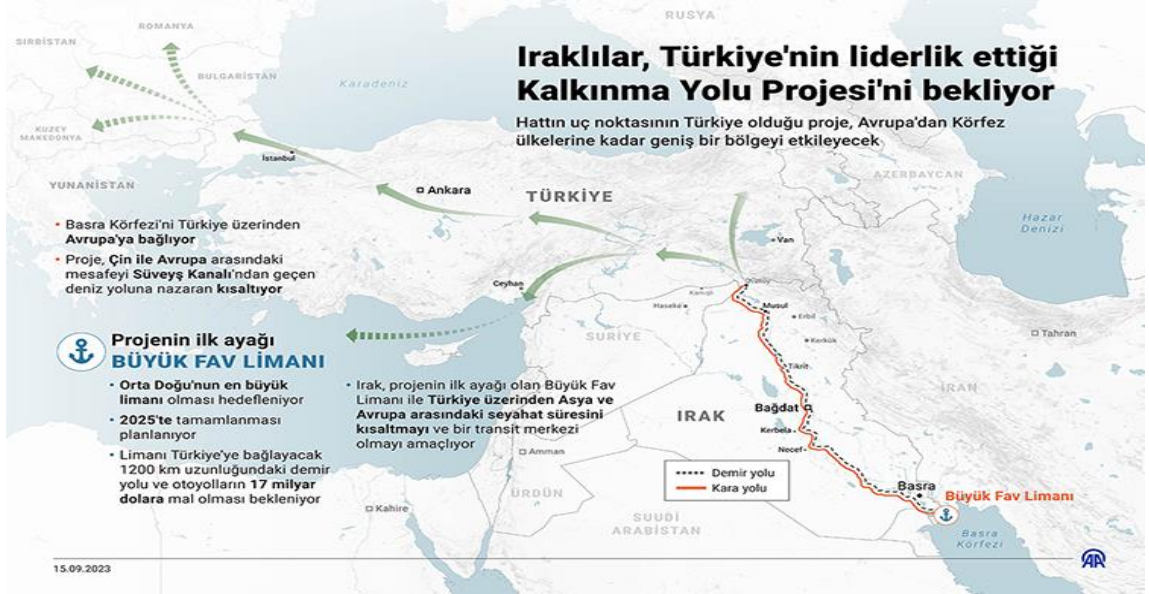 RUSYA
ROMANYA
SIRBİSTAN
BULGARİSTAN
Karadeniz
KUZEY
MAKEDONYA
Iraklılar, Türkiye'nin liderlik ettiği
Kalkınma Yolu Projesi'ni bekliyor
Hattın uç noktasının Türkiye olduğu proje, Avrupa'dan Körfez
ülkelerine kadar geniş bir bölgeyi etkileyecek
İstanbul
YUNANİSTAN
Ankara
TÜRKİYE
AZERBAYCAN
Hazar
Denizi
Van
• Basra Körfezi'ni Türkiye üzerinden
Avrupa'ya bağlıyor
• Proje, Çin ile Avrupa arasındaki
mesafeyi Süveyş Kanalı'ndan geçen
deniz yoluna nazaran kısaltıyor
Ceyhan
Kamışlı
Haseke
Musul
Erbil
SURİYE
Kerkük
Tahran
Tikrit
İRAN
Projenin ilk ayağı
BÜYÜK FAV LİMANI
• Orta Doğu'nun en büyük
limanı olması hedefleniyor
• 2025'te tamamlanması
planlanıyor
• Limanı Türkiye'ye bağlayacak
1200 km uzunluğundaki demir
yolu ve otoyolların 17 milyar
dolara mal olması bekleniyor
• Irak, projenin ilk ayağı olan Büyük Fav
Limanı ile Türkiye üzerinden Asya ve
Avrupa arasındaki seyahat süresini
kısaltmayı ve bir transit merkezi
olmayı amaçlıyor
IRAK
Bağdat
Kerbela
Necef
Amman
Demir yolu
Kara yolu
ÜRDÜN
Kahire
SUUDİ
ARABİSTAN
Basra
Büyük Fav Limanı
Basra
Körfezi
15.09.2023
AA